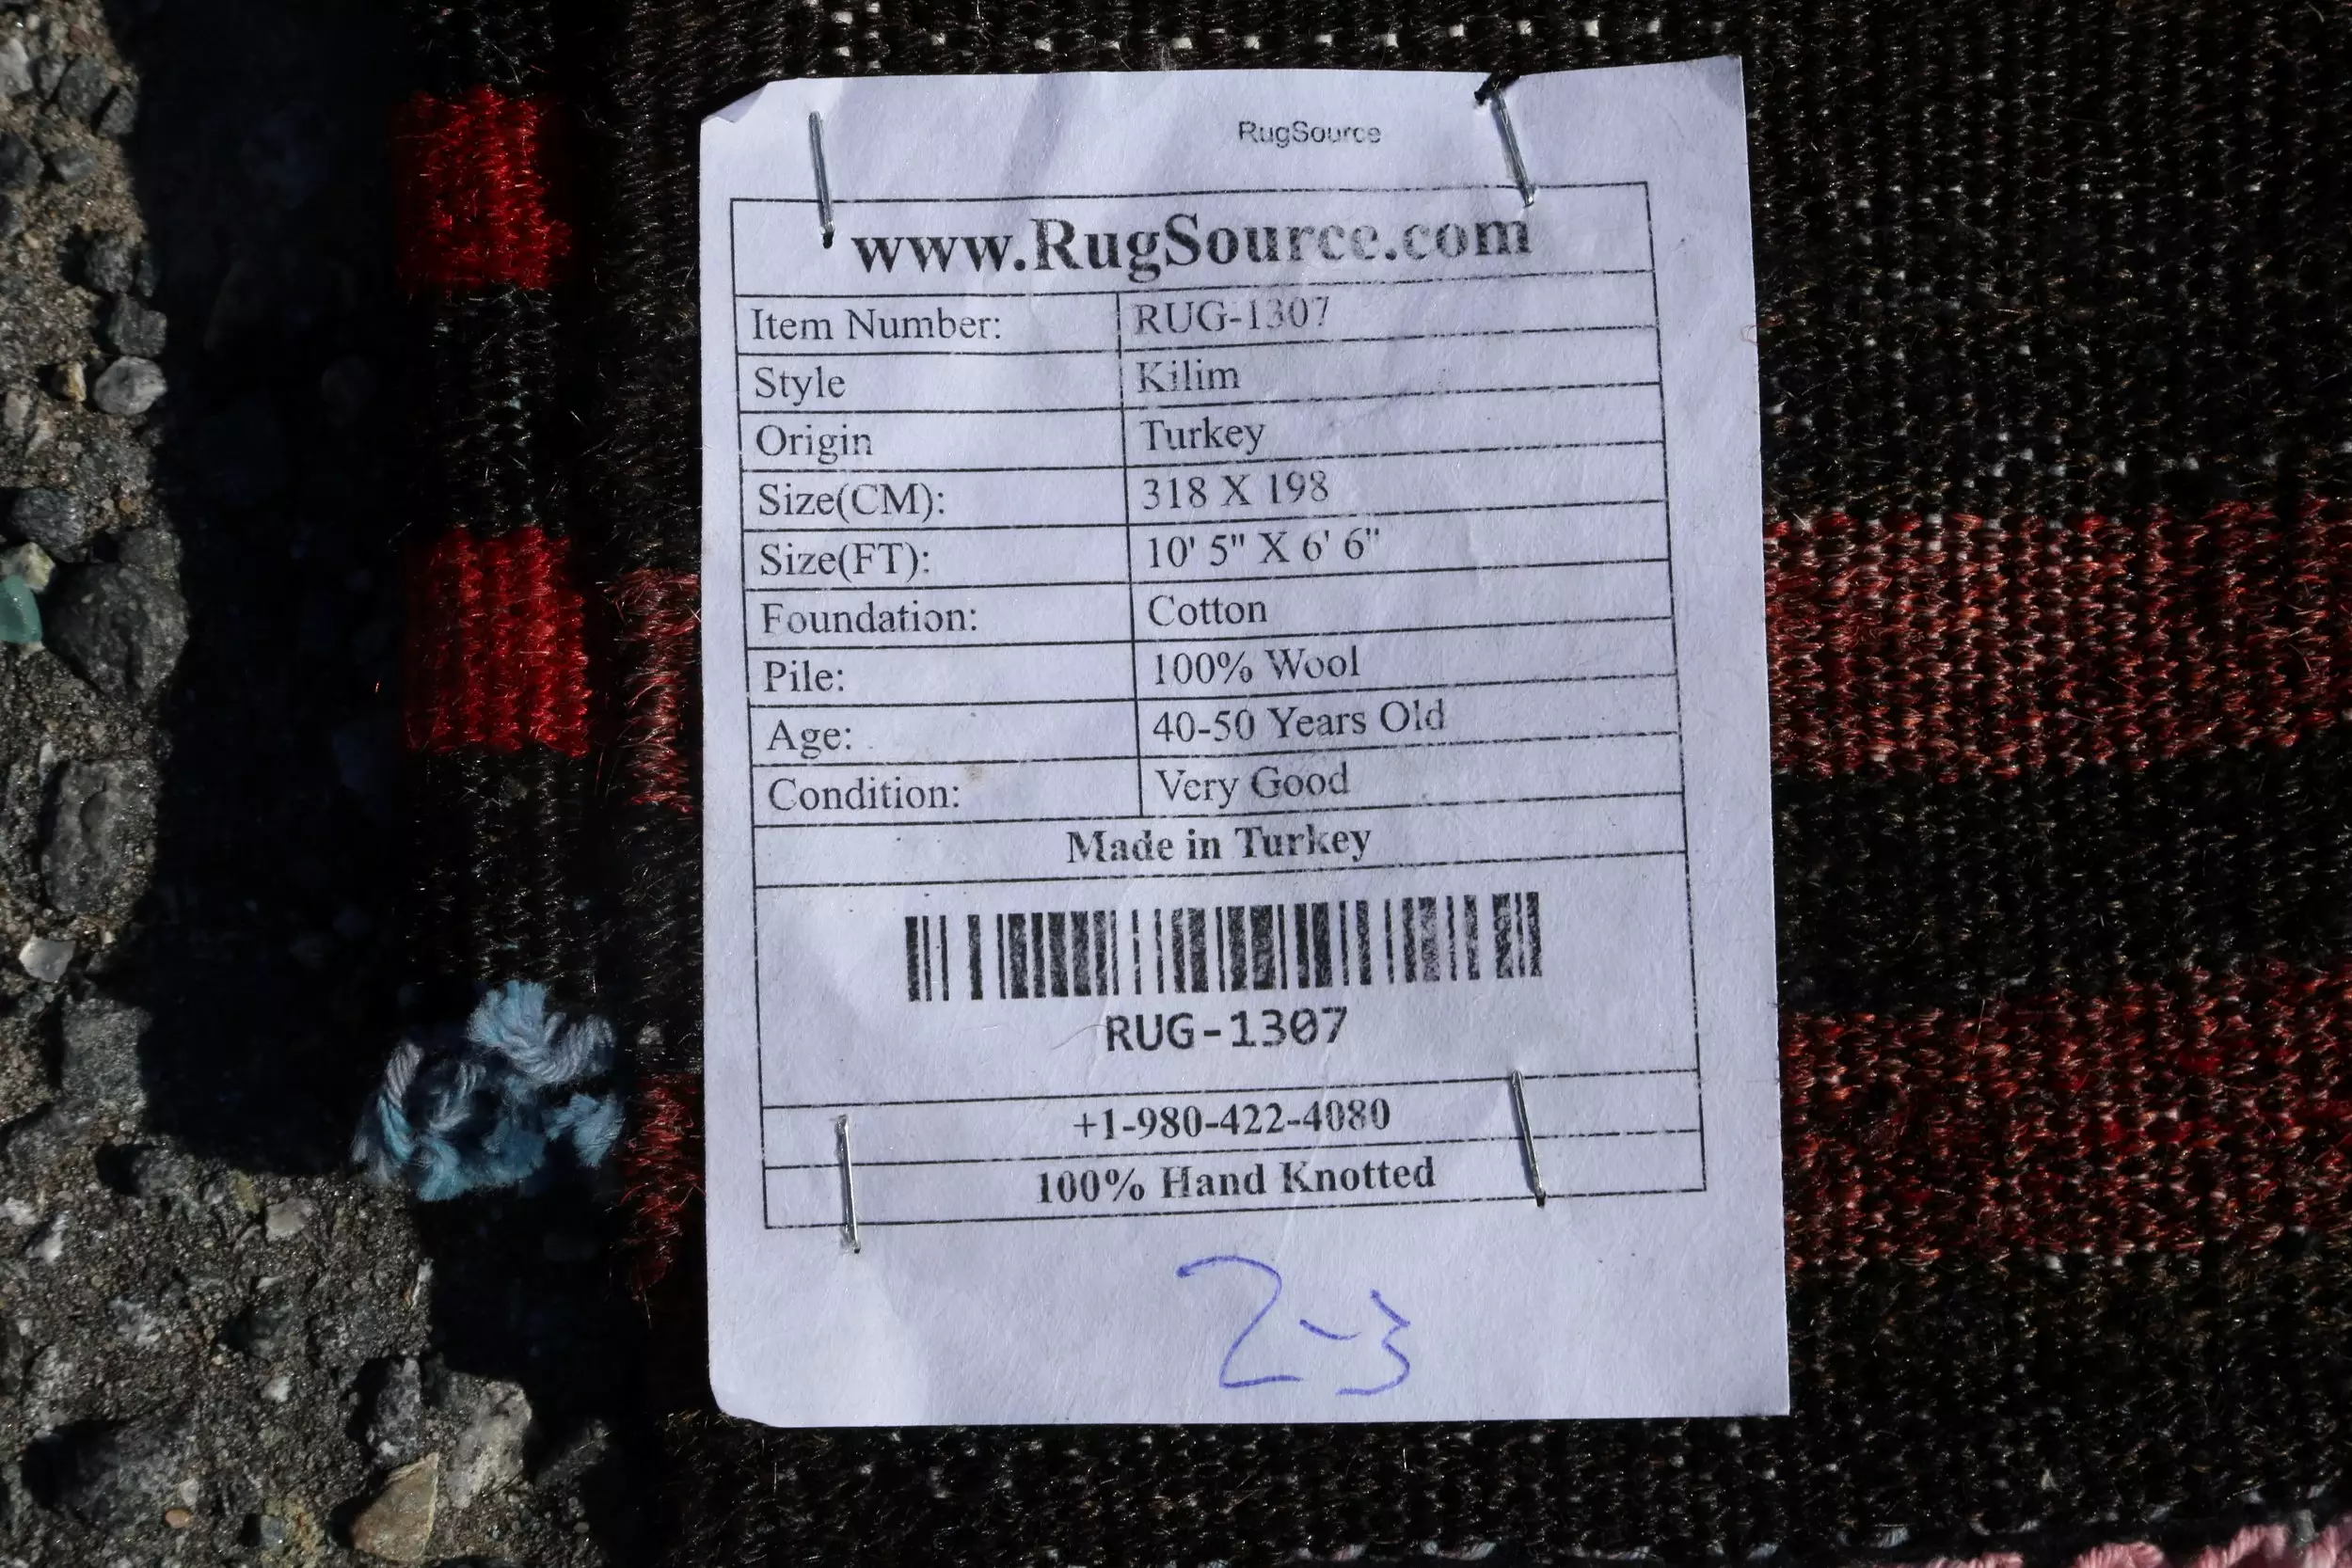 RugSource
www.RugSource.com
Item Number: RUG-1307
Style Kilim
Origin Turkey
Size(CM): 318 X 198
Size(FT): 10' 5" X 6' 6"
Foundation: Cotton
Pile: 100% Wool
Age: 40-50 Years Old
Condition: Very Good
Made in Turkey
RUG-1307
+1-980-422-4080
100% Hand Knotted
2-3